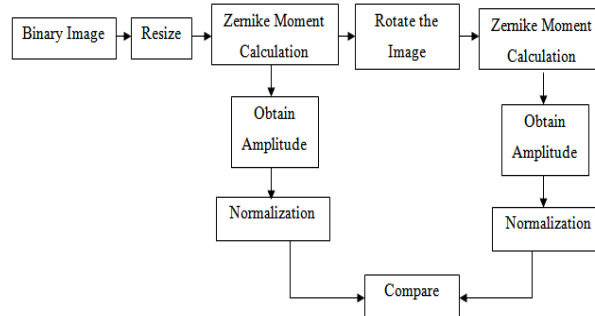 Binary Image
Resize
Zernike Moment
Calculation
Rotate the
Image
Zernike Moment
Calculation
Obtain
Amplitude
Normalization
Obtain
Amplitude
Normalization
Compare